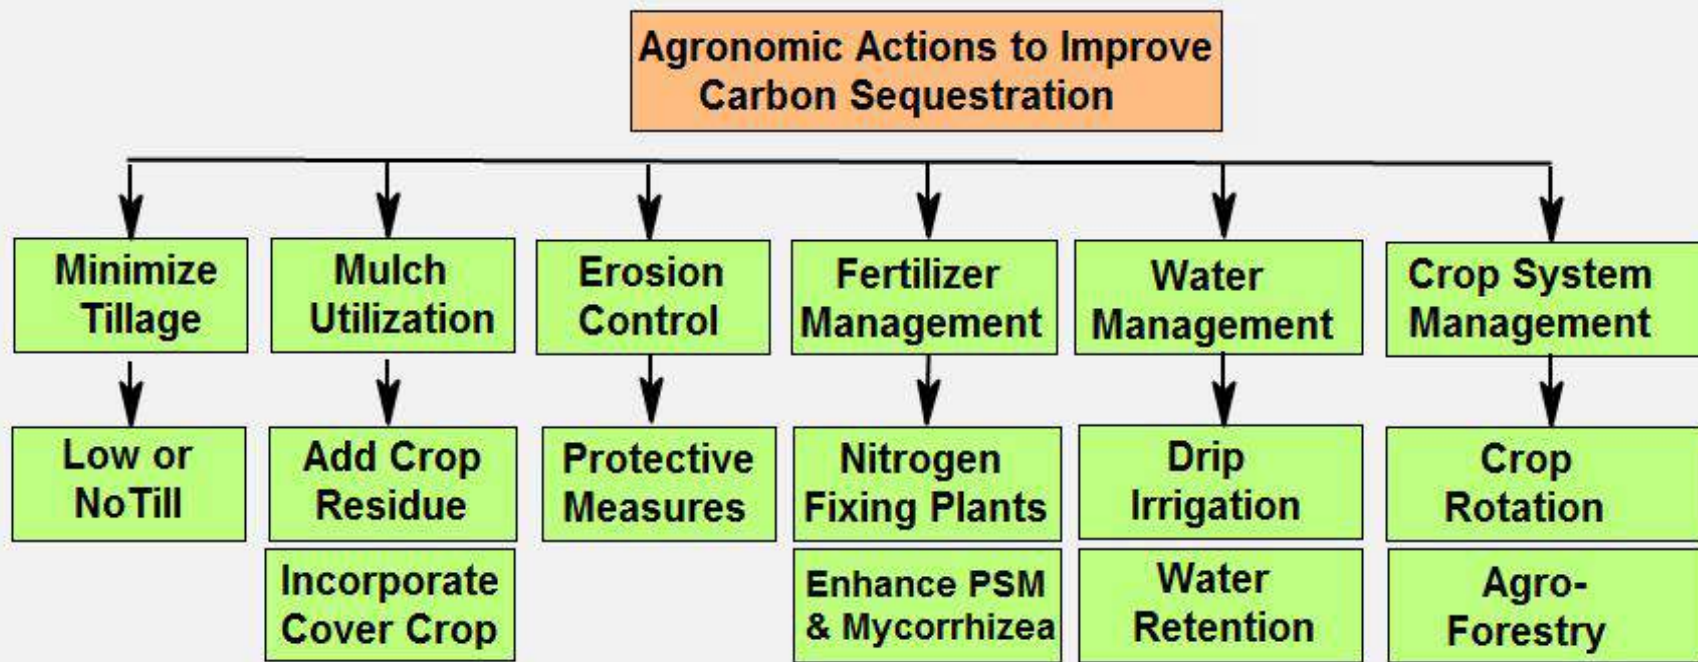 Agronomic Actions to Improve
Carbon Sequestration
Minimize
Tillage
Mulch
Utilization
Erosion
Control
Fertilizer
Management
Water
Management
Crop System
Management
Low or
NoTill
Add Crop
Residue
Protective
Measures
Nitrogen
Fixing Plants
Drip
Irrigation
Crop
Rotation
Incorporate
Cover Crop
Enhance PSM
& Mycorrhizea
Water
Retention
Agro-
Forestry